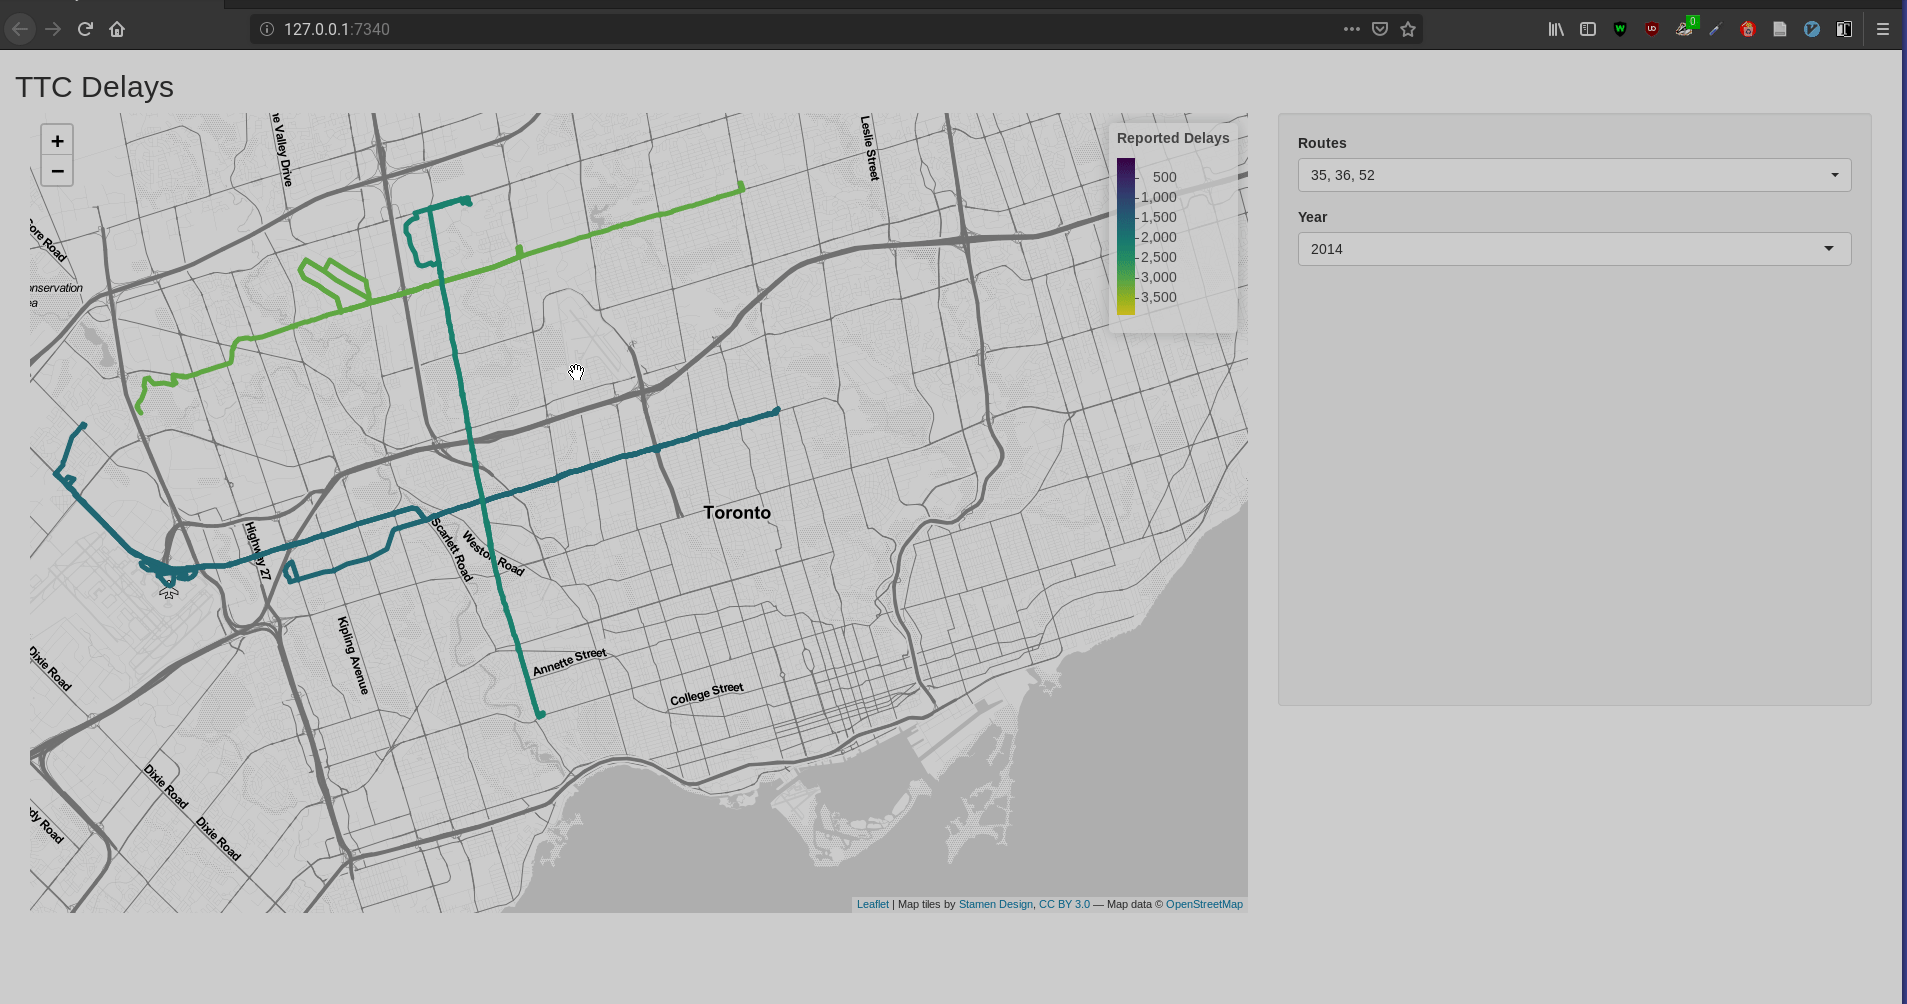 127.0.0.1:7340
0
TTC Delays
+
−
Valley Drive
Leslie Street
Reported Delays
500
1,000
1,500
2,000
2,500
3,000
3,500
Routes
35, 36, 52
Year
2014
Road
Toronto
Highway 27
Scarlett Road
Weston Road
Kipling Avenue
Annette Street
College Street
Dixie Road
Dixie Road
Dixie Road
Road
Leaflet | Map tiles by Stamen Design, CC BY 3.0 — Map data © OpenStreetMap